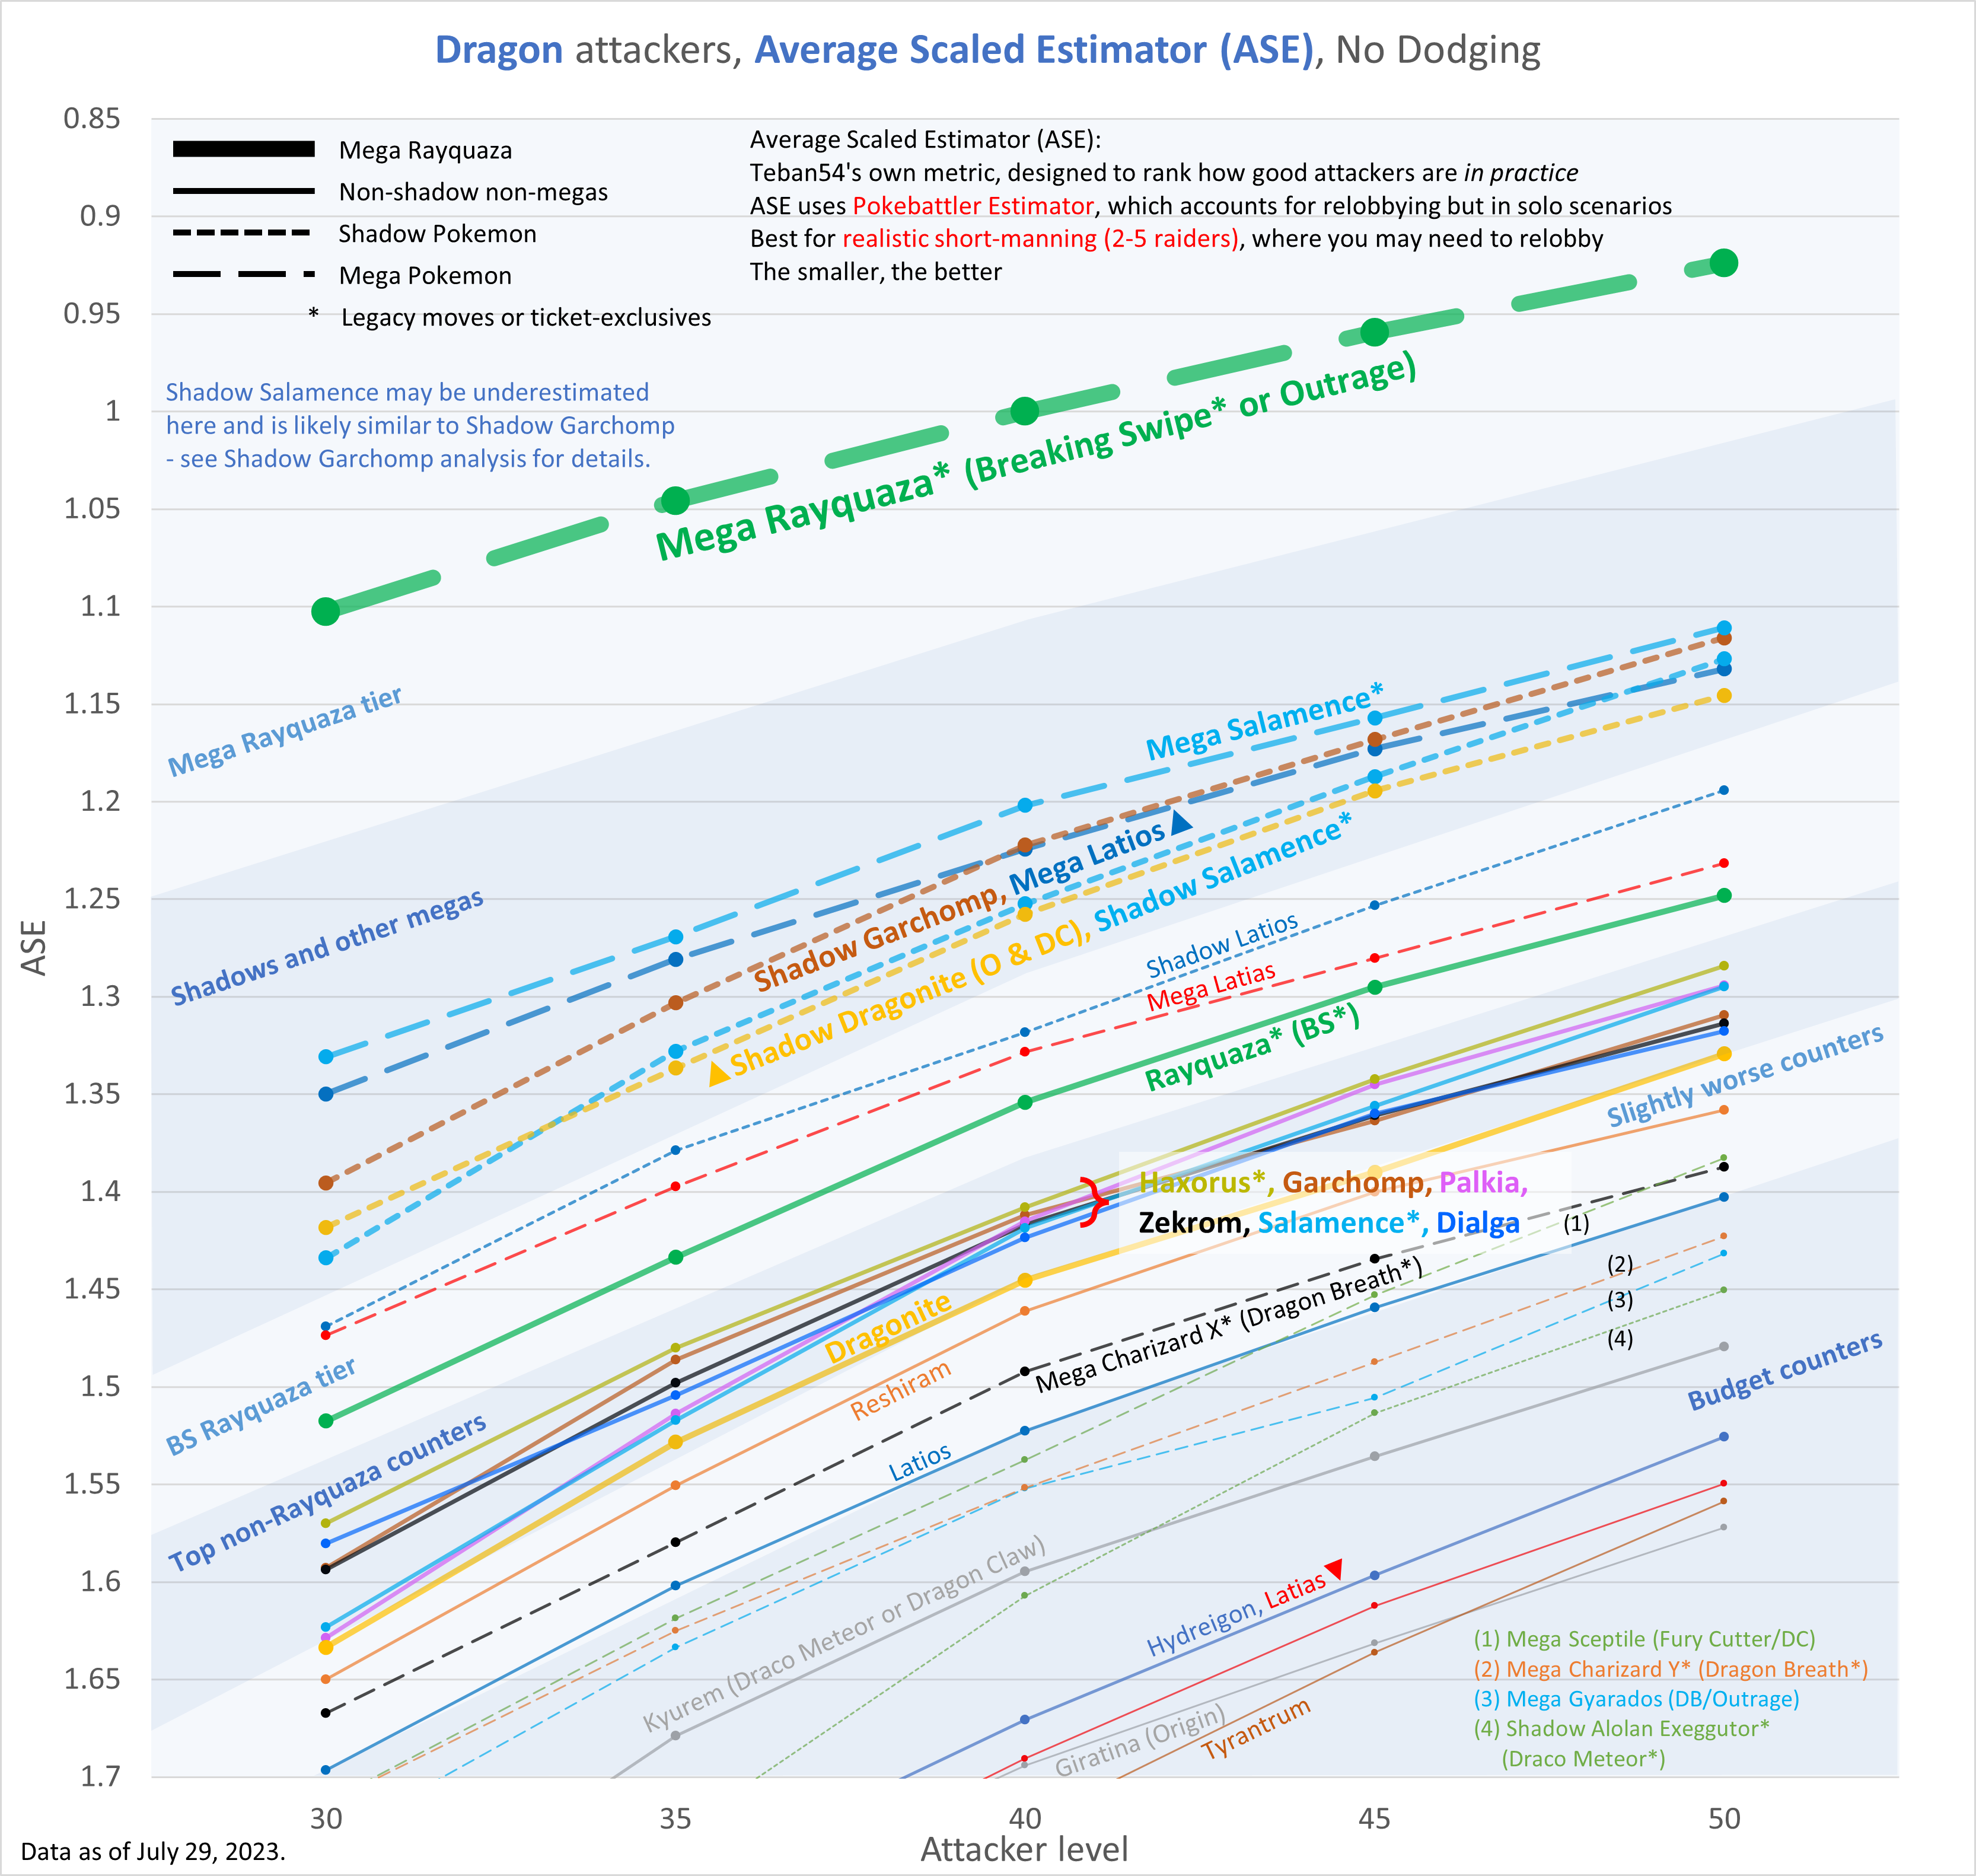 Dragon attackers, Average Scaled Estimator (ASE), No Dodging
0.85
0.9
0.95
1
1.05
1.1
1.15
1.2
1.25
1.3
1.35
1.4
1.45
1.5
1.55
1.6
1.65
1.7
ASE
Mega Rayquaza
Non-shadow non-megas
Shadow Pokemon
Mega Pokemon
* Legacy moves or ticket-exclusives
Average Scaled Estimator (ASE):
Teban54's own metric, designed to rank how good attackers are in practice
ASE uses Pokebattler Estimator, which accounts for relobbying but in solo scenarios
Best for realistic short-manning (2-5 raiders), where you may need to relobby
The smaller, the better
Shadow Salamence may be underestimated
here and is likely similar to Shadow Garchomp
- see Shadow Garchomp analysis for details.
Mega Rayquaza* (Breaking Swipe* or Outrage)
Mega Rayquaza tier
Mega Salamence*
Shadow Garchomp, Mega Latios
Shadow Dragonite (O & DC), Shadow Salamence*
Shadows and other megas
Shadow Latios
Mega Latias
Rayquaza* (BS*)
Slightly worse counters
Haxorus*, Garchomp, Palkia,
Zekrom, Salamence*, Dialga
(1)
(2)
(3)
(4)
Dragonite
Reshiram
Mega Charizard X* (Dragon Breath*)
BS Rayquaza tier
Latios
Top non-Rayquaza counters
Budget counters
Kyurem (Draco Meteor or Dragon Claw)
Hydreigon, Latias
Giratina (Origin)
Tyrantrum
(1) Mega Sceptile (Fury Cutter/DC)
(2) Mega Charizard Y* (Dragon Breath*)
(3) Mega Gyarados (DB/Outrage)
(4) Shadow Alolan Exeggutor*
(Draco Meteor*)
30
35
40
45
50
Attacker level
Data as of July 29, 2023.